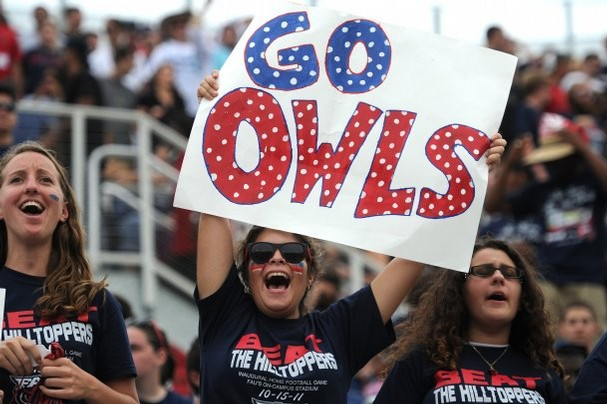 GO
OWLS
BEAT
THE HILLTOPPERS
BEAT
THE HILLTOPPERS
INAUGURAL HOME FOOTBALL GAME
FAU'S ON-CAMPUS STADIUM
10-15-11
BEAT
THE HILLTOPPERS